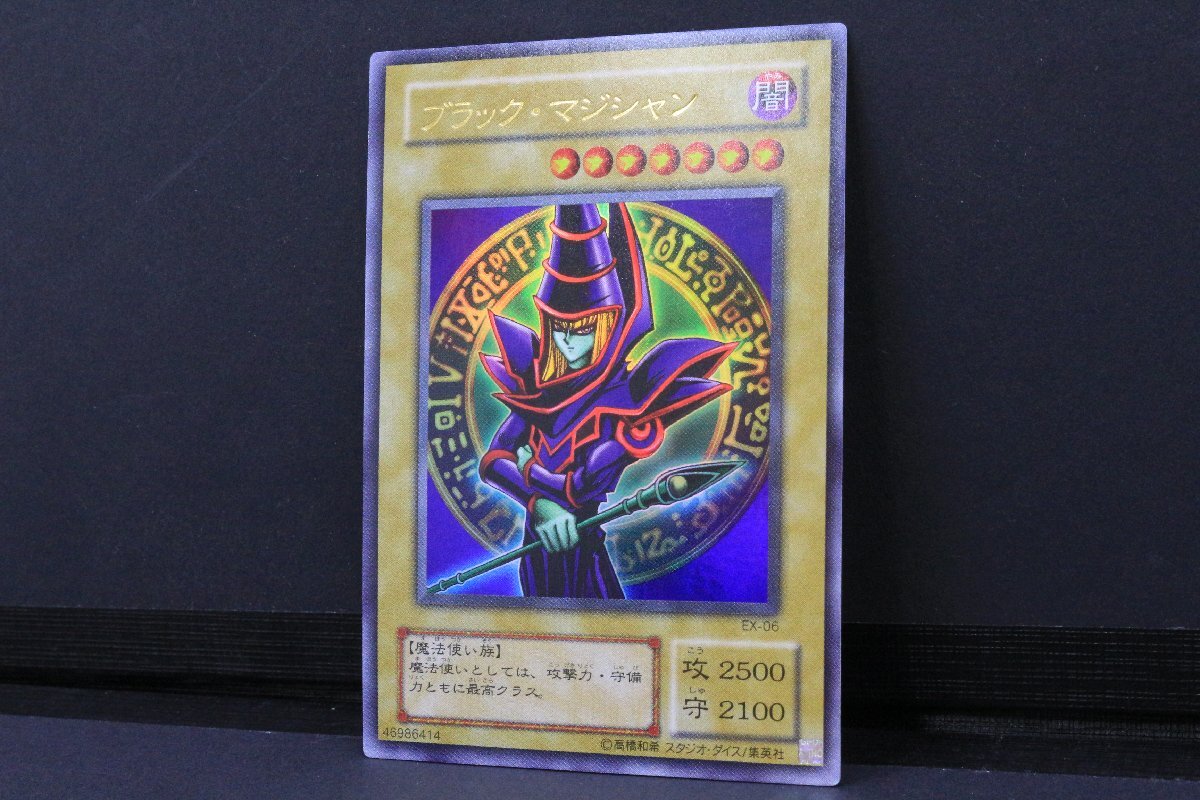 ブラック・マジシャン
闇
EX-06
【魔法使い族】
魔法使いとしては、攻撃力・守備
力ともに最高クラス。
攻 2500
守 2100
46986414
©高橋和希 スタジオ・ダイス/集英社